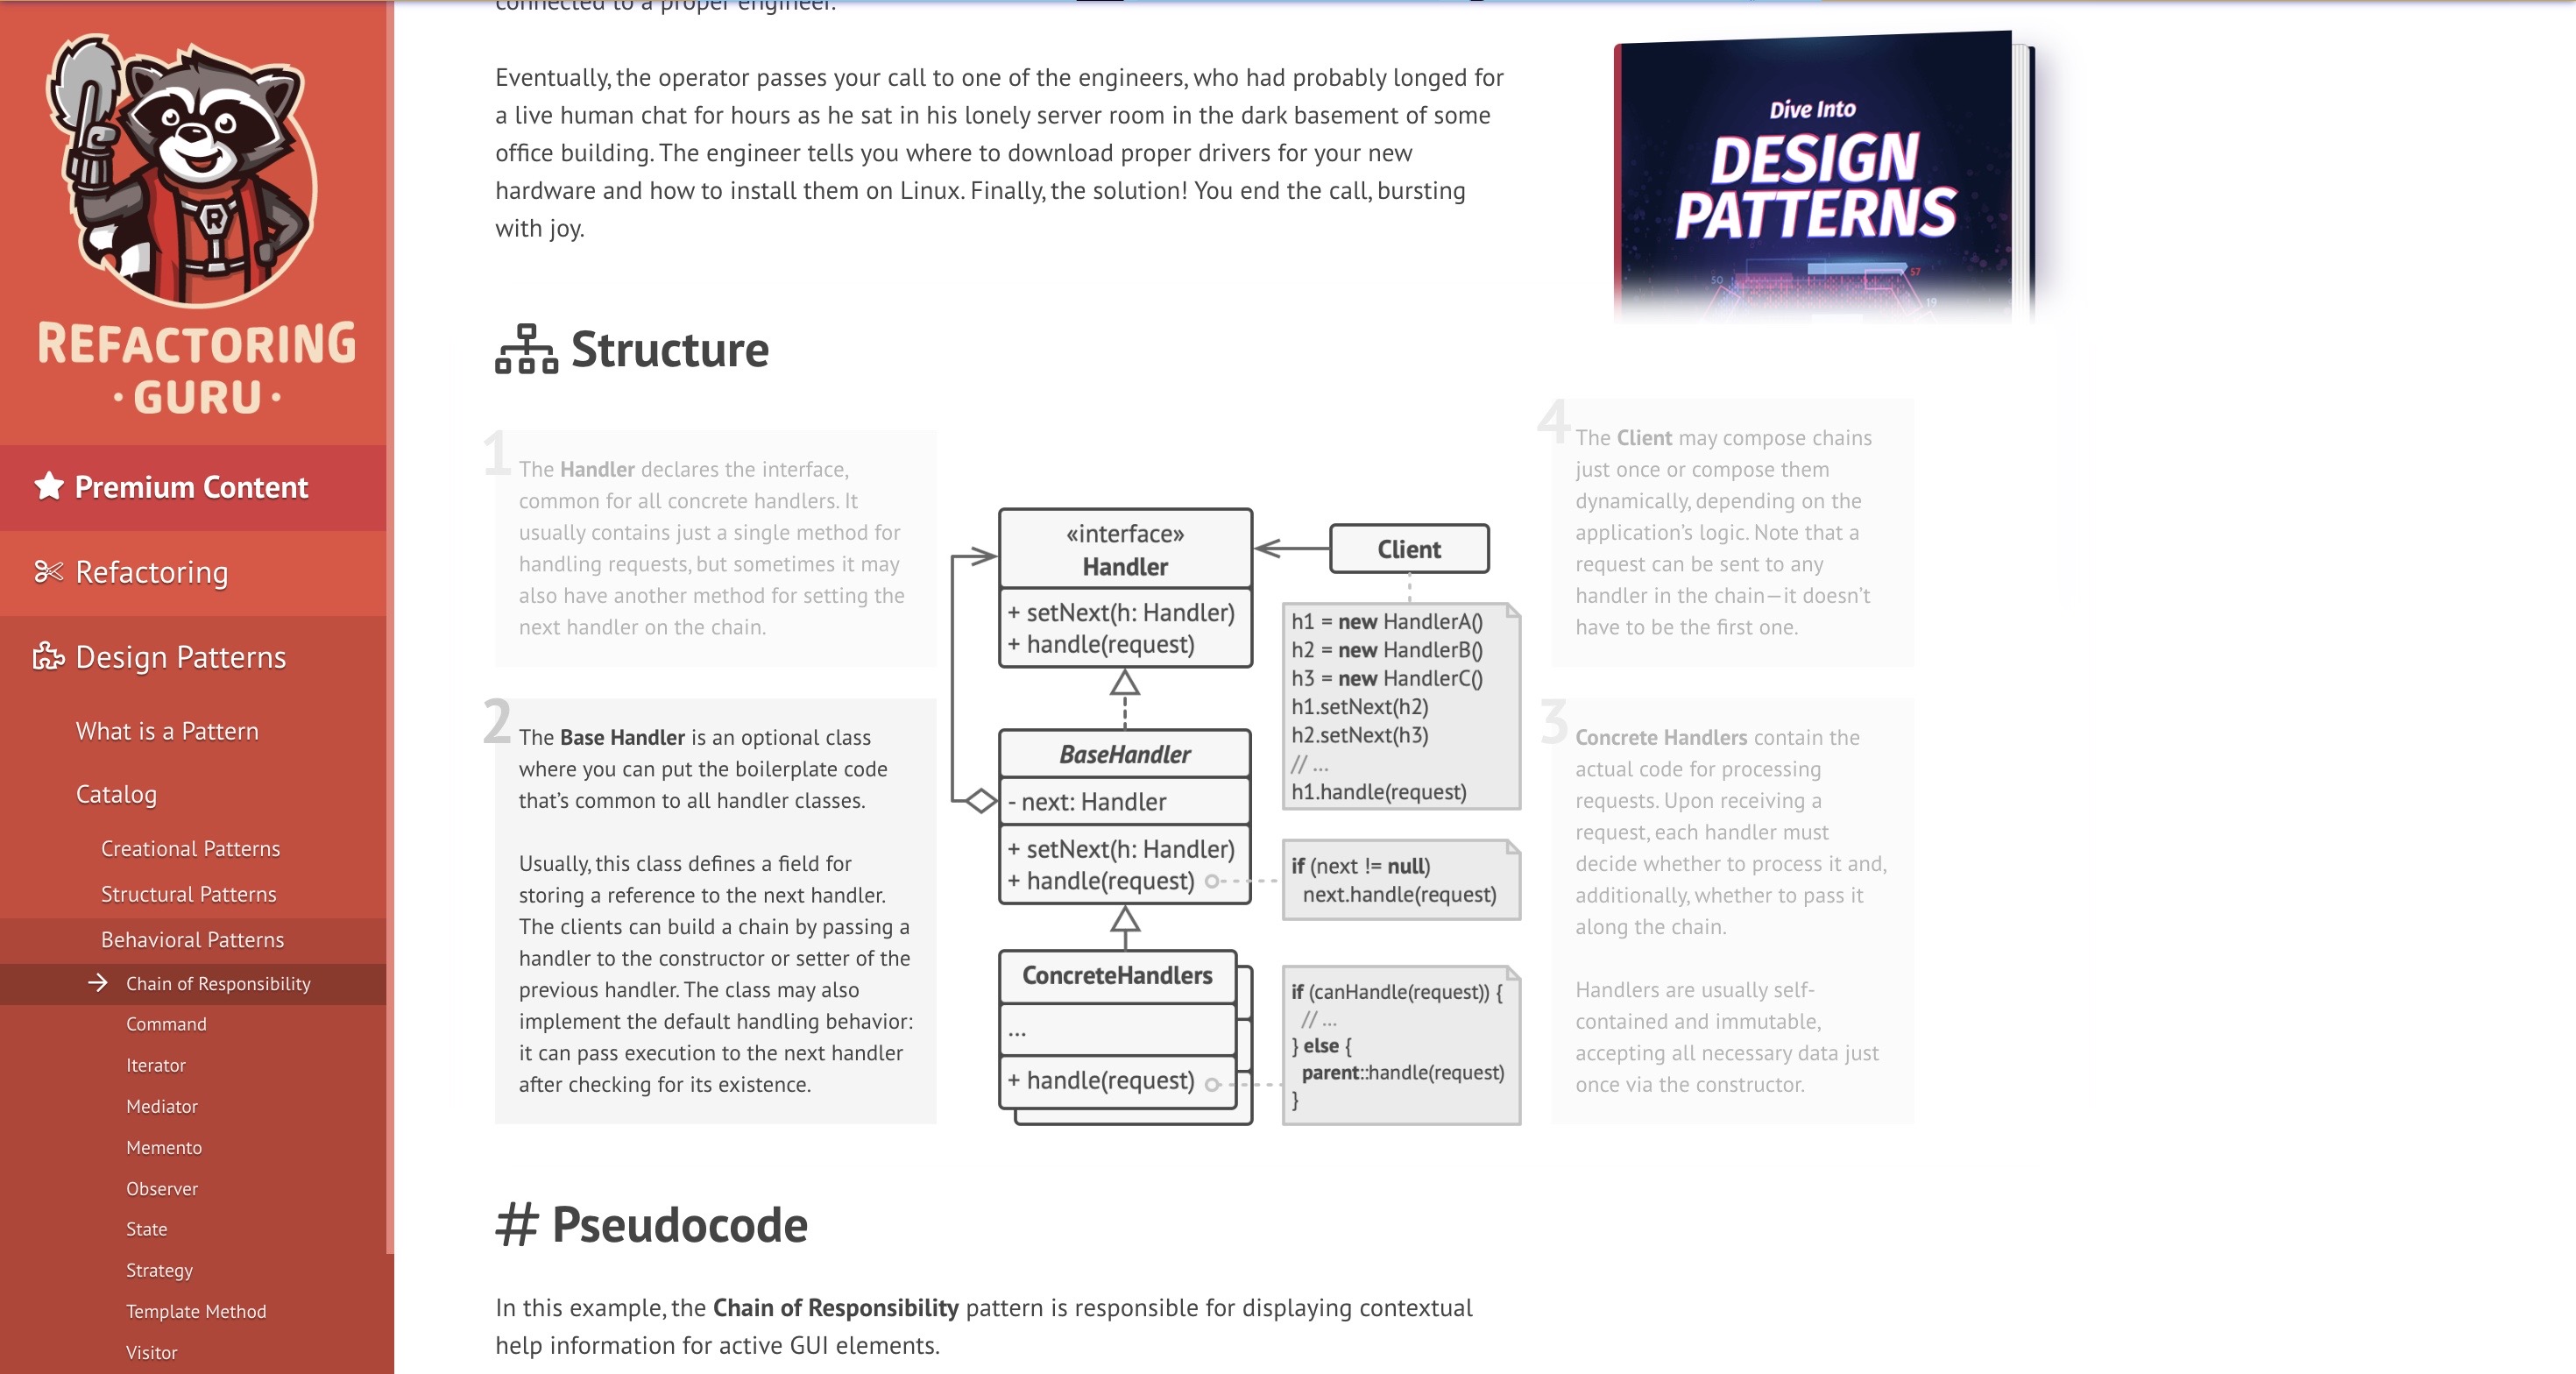 REFACTORING
· GURU ·
Premium Content
Refactoring
Design Patterns
What is a Pattern
Catalog
Creational Patterns
Structural Patterns
Behavioral Patterns
Chain of Responsibility
Command
Iterator
Mediator
Memento
Observer
State
Strategy
Template Method
Visitor
connected to a proper engineer.
Eventually, the operator passes your call to one of the engineers, who had probably longed for
a live human chat for hours as he sat in his lonely server room in the dark basement of some
office building. The engineer tells you where to download proper drivers for your new
hardware and how to install them on Linux. Finally, the solution! You end the call, bursting
with joy.
Dive Into
DESIGN
PATTERNS
50
57
19
Structure
1
The Handler declares the interface,
common for all concrete handlers. It
usually contains just a single method for
handling requests, but sometimes it may
also have another method for setting the
next handler on the chain.
2
The Base Handler is an optional class
where you can put the boilerplate code
that's common to all handler classes.
Usually, this class defines a field for
storing a reference to the next handler.
The clients can build a chain by passing a
handler to the constructor or setter of the
previous handler. The class may also
implement the default handling behavior:
it can pass execution to the next handler
after checking for its existence.
«interface»
Handler
+ setNext(h: Handler)
+ handle(request)
BaseHandler
- next: Handler
+ setNext(h: Handler)
+ handle(request)
ConcreteHandlers
...
+ handle(request)
Client
h1 = new HandlerA()
h2 = new HandlerB()
h3 = new HandlerC()
h1.setNext(h2)
h2.setNext(h3)
// ...
h1.handle(request)
if (next != null)
next.handle(request)
if (canHandle(request)) {
// ...
} else {
parent::handle(request)
}
4
The Client may compose chains
just once or compose them
dynamically, depending on the
application's logic. Note that a
request can be sent to any
handler in the chain—it doesn't
have to be the first one.
3
Concrete Handlers contain the
actual code for processing
requests. Upon receiving a
request, each handler must
decide whether to process it and,
additionally, whether to pass it
along the chain.
Handlers are usually self-
contained and immutable,
accepting all necessary data just
once via the constructor.
# Pseudocode
In this example, the Chain of Responsibility pattern is responsible for displaying contextual
help information for active GUI elements.